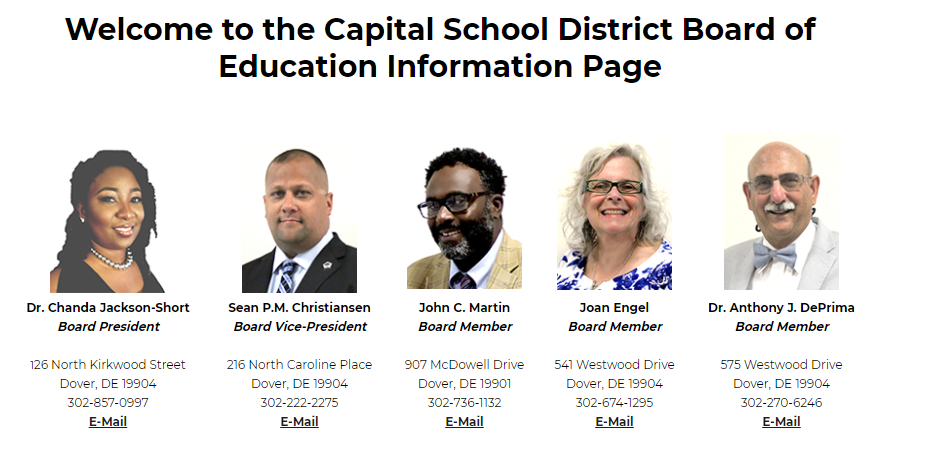 Welcome to the Capital School District Board of
Education Information Page
Dr. Chanda Jackson-Short
Board President
126 North Kirkwood Street
Dover, DE 19904
302-857-0997
E-Mail
Sean P.M. Christiansen
Board Vice-President
216 North Caroline Place
Dover, DE 19904
302-222-2275
E-Mail
John C. Martin
Board Member
907 McDowell Drive
Dover, DE 19901
302-736-1132
E-Mail
Joan Engel
Board Member
541 Westwood Drive
Dover, DE 19904
302-674-1295
E-Mail
Dr. Anthony J. DePrima
Board Member
575 Westwood Drive
Dover, DE 19904
302-270-6246
E-Mail